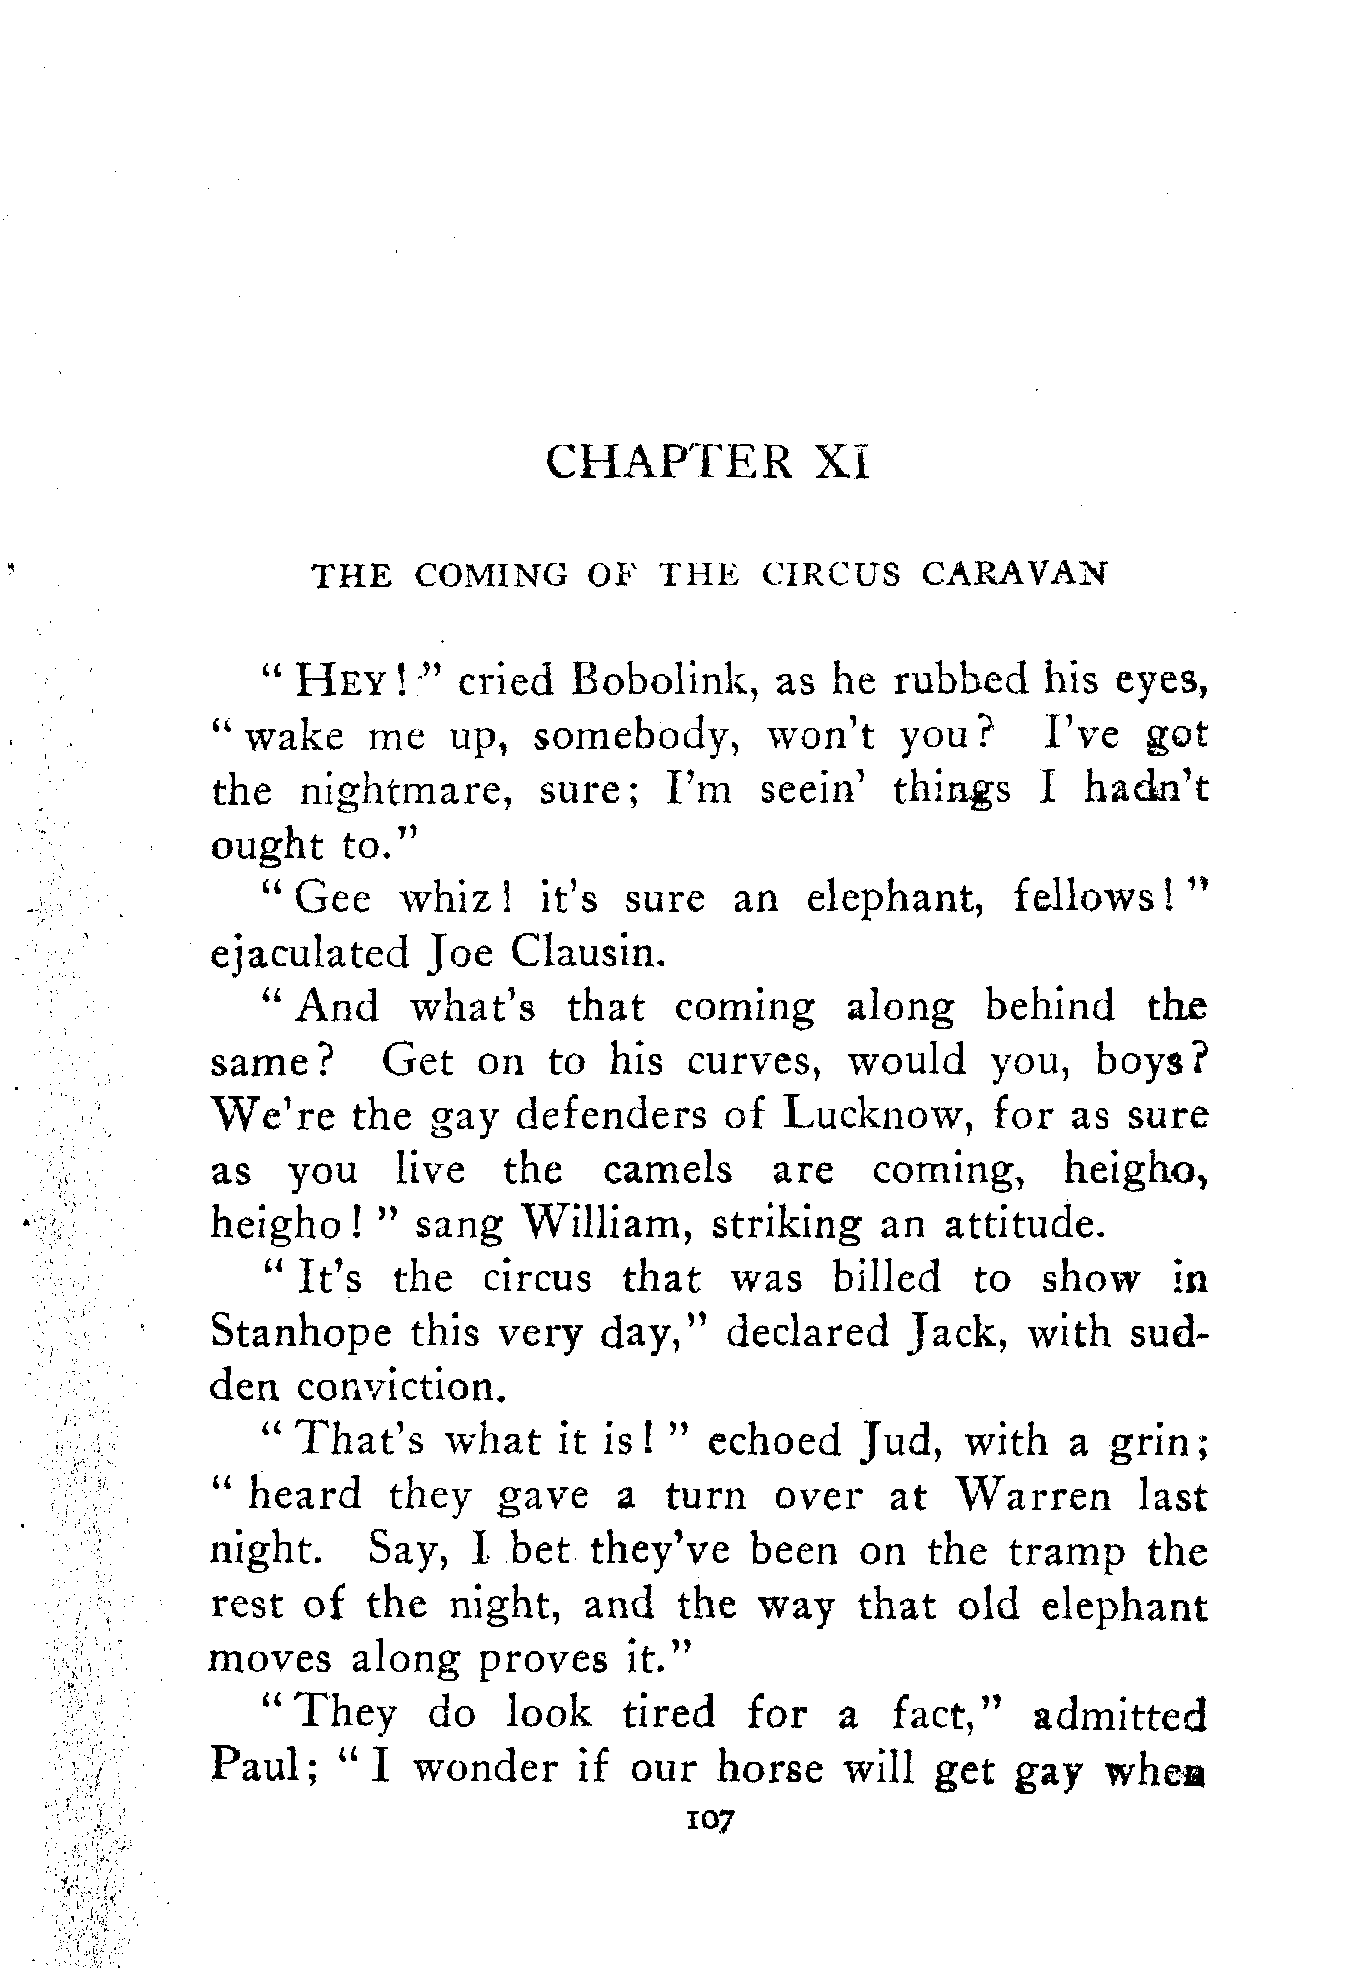 CHAPTER XI
THE COMING OF THE CIRCUS CARAVAN
" HEY! " cried Bobolink, as he rubbed his eyes,
" wake me up, somebody, won't you? I've got
the nightmare, sure; I'm seein' things I hadn't
ought to."
" Gee whiz! it's sure an elephant, fellows! "
ejaculated Joe Clausin.
" And what's that coming along behind the
same? Get on to his curves, would you, boys?
We're the gay defenders of Lucknow, for as sure
as you live the camels are coming, heigho,
heigho! " sang William, striking an attitude.
" It's the circus that was billed to show in
Stanhope this very day," declared Jack, with sud-
den conviction.
" That's what it is! " echoed Jud, with a grin;
" heard they gave a turn over at Warren last
night. Say, I bet they've been on the tramp the
rest of the night, and the way that old elephant
moves along proves it."
" They do look tired for a fact," admitted
Paul; " I wonder if our horse will get gay when
107